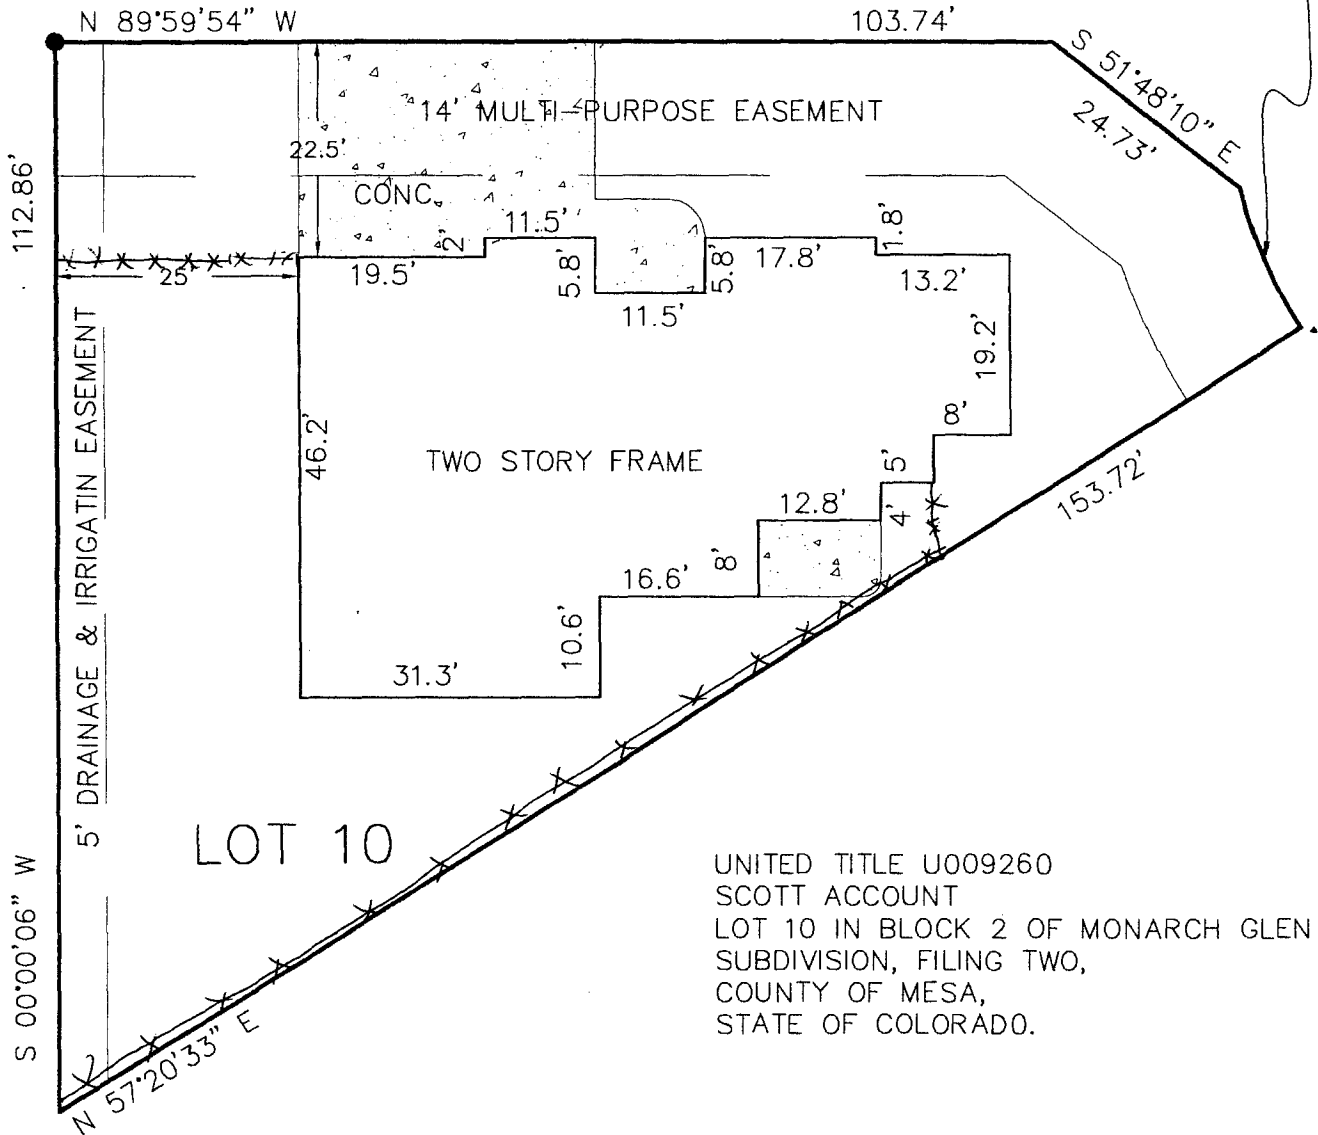 N 89°59'54" W
103.74'
S 51°48'10" E
24.73'
14' MULTI-PURPOSE EASEMENT
22.5'
112.86'
CONC.
11.5'
2'
1.8'
25'
19.5'
5.8'
5.8'
17.8'
13.2'
11.5'
19.2'
5' DRAINAGE & IRRIGATIN EASEMENT
8'
46.2'
TWO STORY FRAME
5'
153.72'
12.8'
4'
8'
16.6'
10.6'
31.3'
LOT 10
S 00°00'06" W
N 57°20'33" E
UNITED TITLE U009260
SCOTT ACCOUNT
LOT 10 IN BLOCK 2 OF MONARCH GLEN
SUBDIVISION, FILING TWO,
COUNTY OF MESA,
STATE OF COLORADO.